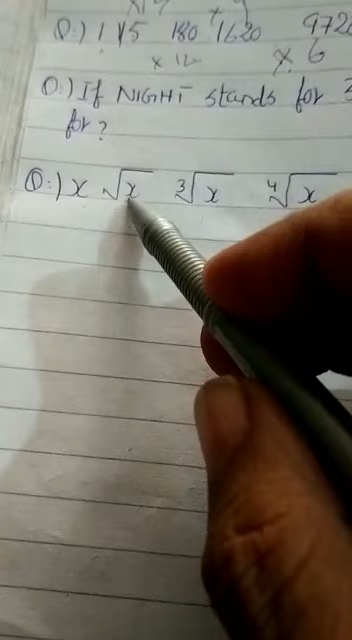 Q:) 1 15 180 1620 972
× 12 × 6
Q:) If NIGHT stands for
for?
Q:) x √x ³√x ⁴√x